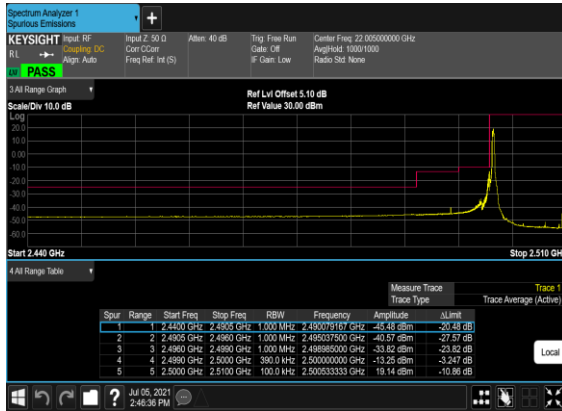 Spectrum Analyzer 1
Spurious Emissions
KEYSIGHT Input: RF Input Z: 50 Ω Atten: 40 dB Trig: Free Run Center Freq: 22.005000000 GHz
RL Coupling: DC Corr CCorr Gate: Off Avg|Hold: 1000/1000
Align: Auto Freq Ref: Int (S) IF Gain: Low Radio Std: None
PASS
3 All Range Graph
Ref Lvl Offset 5.10 dB
Scale/Div 10.0 dB Ref Value 30.00 dBm
Log
20.0
10.0
0.00
-10.0
-20.0
-30.0
-40.0
-50.0
-60.0
Start 2.440 GHz Stop 2.510 GH
4 All Range Table
Measure Trace Trace 1
Trace Type Trace Average (Active)
Spur Range Start Freq Stop Freq RBW Frequency Amplitude ΔLimit
1 1 2.4400 GHz 2.4905 GHz 1.000 MHz 2.490079167 GHz -45.48 dBm -20.48 dB
2 2 2.4905 GHz 2.4960 GHz 1.000 MHz 2.495037500 GHz -40.57 dBm -27.57 dB
3 3 2.4960 GHz 2.4990 GHz 1.000 MHz 2.498985000 GHz -33.82 dBm -23.82 dB
4 4 2.4990 GHz 2.5000 GHz 390.0 kHz 2.500000000 GHz -13.25 dBm -3.247 dB
5 5 2.5000 GHz 2.5100 GHz 100.0 kHz 2.500533333 GHz 19.14 dBm -10.86 dB
Local
Jul 05, 2021
2:46:36 PM